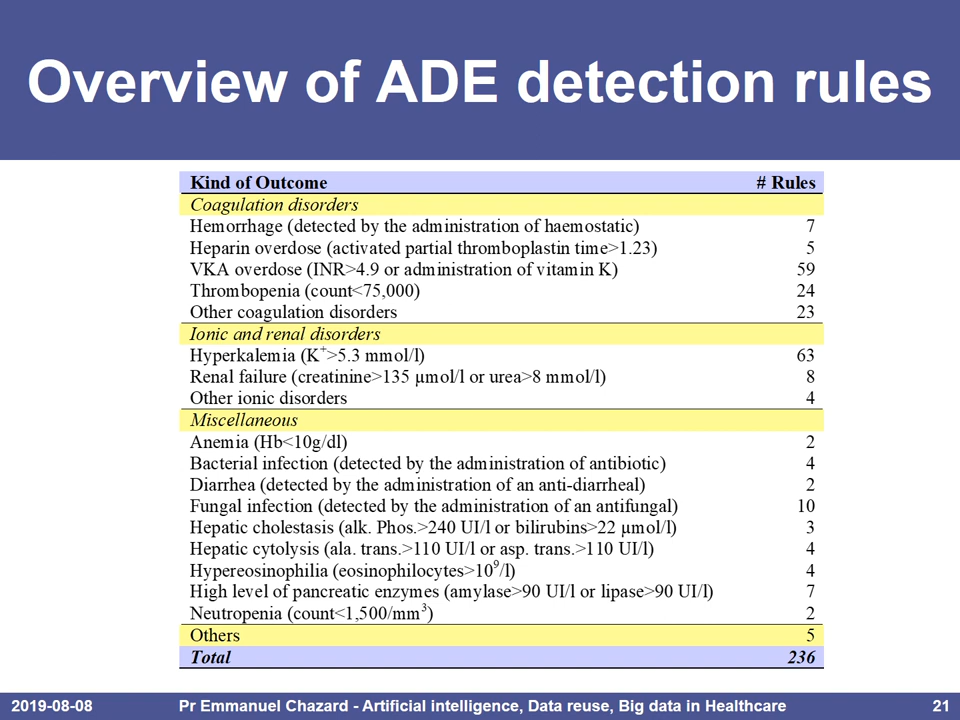 Overview of ADE detection rules
Kind of Outcome # Rules
Coagulation disorders
Hemorrhage (detected by the administration of haemostatic) 7
Heparin overdose (activated partial thromboplastin time>1.23) 5
VKA overdose (INR>4.9 or administration of vitamin K) 59
Thrombopenia (count<75,000) 24
Other coagulation disorders 23
Ionic and renal disorders
Hyperkalemia (K⁺>5.3 mmol/l) 63
Renal failure (creatinine>135 µmol/l or urea>8 mmol/l) 8
Other ionic disorders 4
Miscellaneous
Anemia (Hb<10g/dl) 2
Bacterial infection (detected by the administration of antibiotic) 4
Diarrhea (detected by the administration of an anti-diarrheal) 2
Fungal infection (detected by the administration of an antifungal) 10
Hepatic cholestasis (alk. Phos.>240 UI/l or bilirubins>22 µmol/l) 3
Hepatic cytolysis (ala. trans.>110 UI/l or asp. trans.>110 UI/l) 4
Hypereosinophilia (eosinophilocytes>10⁹/l) 4
High level of pancreatic enzymes (amylase>90 UI/l or lipase>90 UI/l) 7
Neutropenia (count<1,500/mm³) 2
Others 5
Total 236
2019-08-08 Pr Emmanuel Chazard - Artificial intelligence, Data reuse, Big data in Healthcare 21